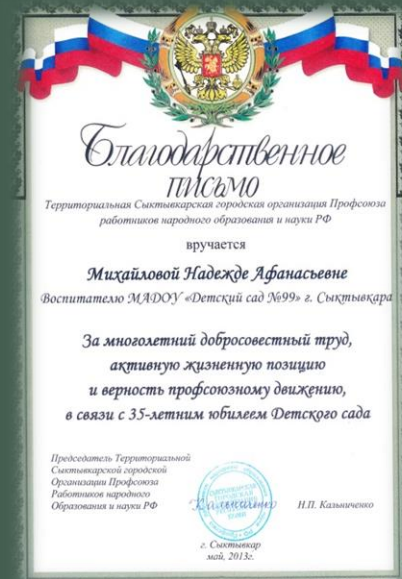 Благодарственное
письмо
Территориальная Сыктывкарская городская организация Профсоюза
работников народного образования и науки РФ
вручается
Михайловой Надежде Афанасьевне
Воспитателю МАДОУ «Детский сад №99» г. Сыктывкара
За многолетний добросовестный труд,
активную жизненную позицию
и верность профсоюзному движению,
в связи с 35-летним юбилеем Детского сада
Председатель Территориальной
Сыктывкарской городской
Организации Профсоюза
Работников народного
Образования и науки РФ
Н.П. Кальниченко
г. Сыктывкар
май, 2013г.